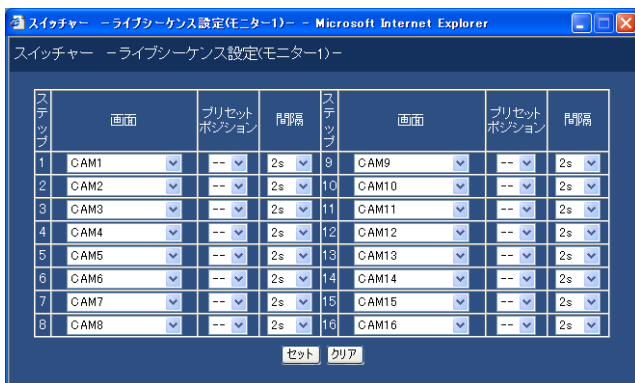 スイッチャー －ライブシーケンス設定(モニター1)－ - Microsoft Internet Explorer
スイッチャー －ライブシーケンス設定(モニター1)－
ステップ 画面 プリセットポジション 間隔 ステップ 画面 プリセットポジション 間隔
1 CAM1 -- 2s 9 CAM9 -- 2s
2 CAM2 -- 2s 10 CAM10 -- 2s
3 CAM3 -- 2s 11 CAM11 -- 2s
4 CAM4 -- 2s 12 CAM12 -- 2s
5 CAM5 -- 2s 13 CAM13 -- 2s
6 CAM6 -- 2s 14 CAM14 -- 2s
7 CAM7 -- 2s 15 CAM15 -- 2s
8 CAM8 -- 2s 16 CAM16 -- 2s
セット クリア